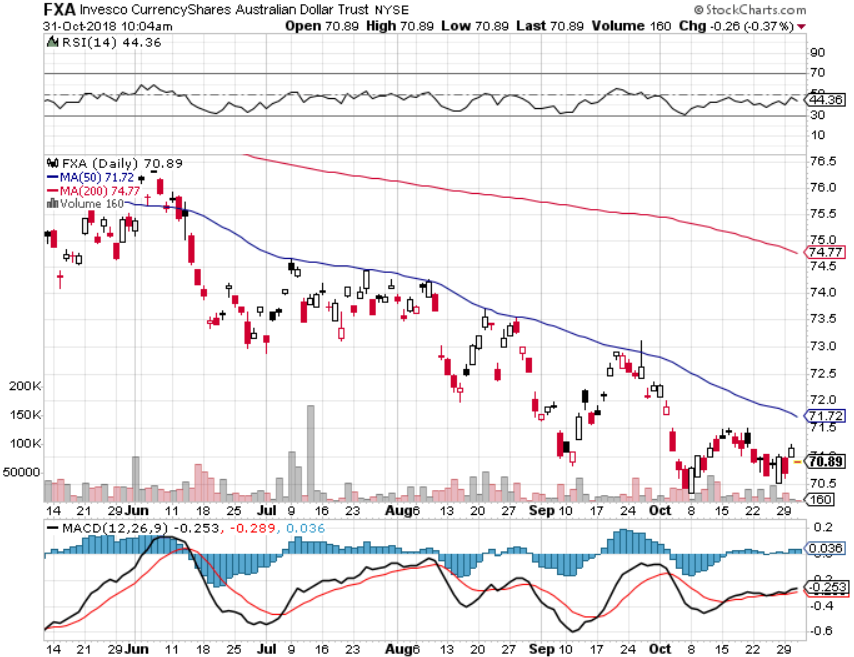 FXA Invesco CurrencyShares Australian Dollar Trust NYSE © StockCharts.com
31-Oct-2018 10:04am Open 70.89 High 70.89 Low 70.89 Last 70.89 Volume 160 Chg -0.26 (-0.37%)
RSI(14) 44.36
90
70
50
44.36
30
10
FXA (Daily) 70.89
MA(50) 71.72
MA(200) 74.77
Volume 160
76.5
76.0
75.5
75.0
74.77
74.5
74.0
73.5
73.0
72.5
72.0
71.72
71.5
71.0
70.89
70.5
160
200K
150K
100K
50000
14 21 29 Jun 11 18 25 Jul 9 16 23 Aug 6 13 20 27 Sep 10 17 24 Oct 8 15 22 29
MACD(12,26,9) -0.253, -0.289, 0.036
0.2
0.036
-0.2
-0.253
-0.4
-0.6
14 21 29 Jun 11 18 25 Jul 9 16 23 Aug 6 13 20 27 Sep 10 17 24 Oct 8 15 22 29